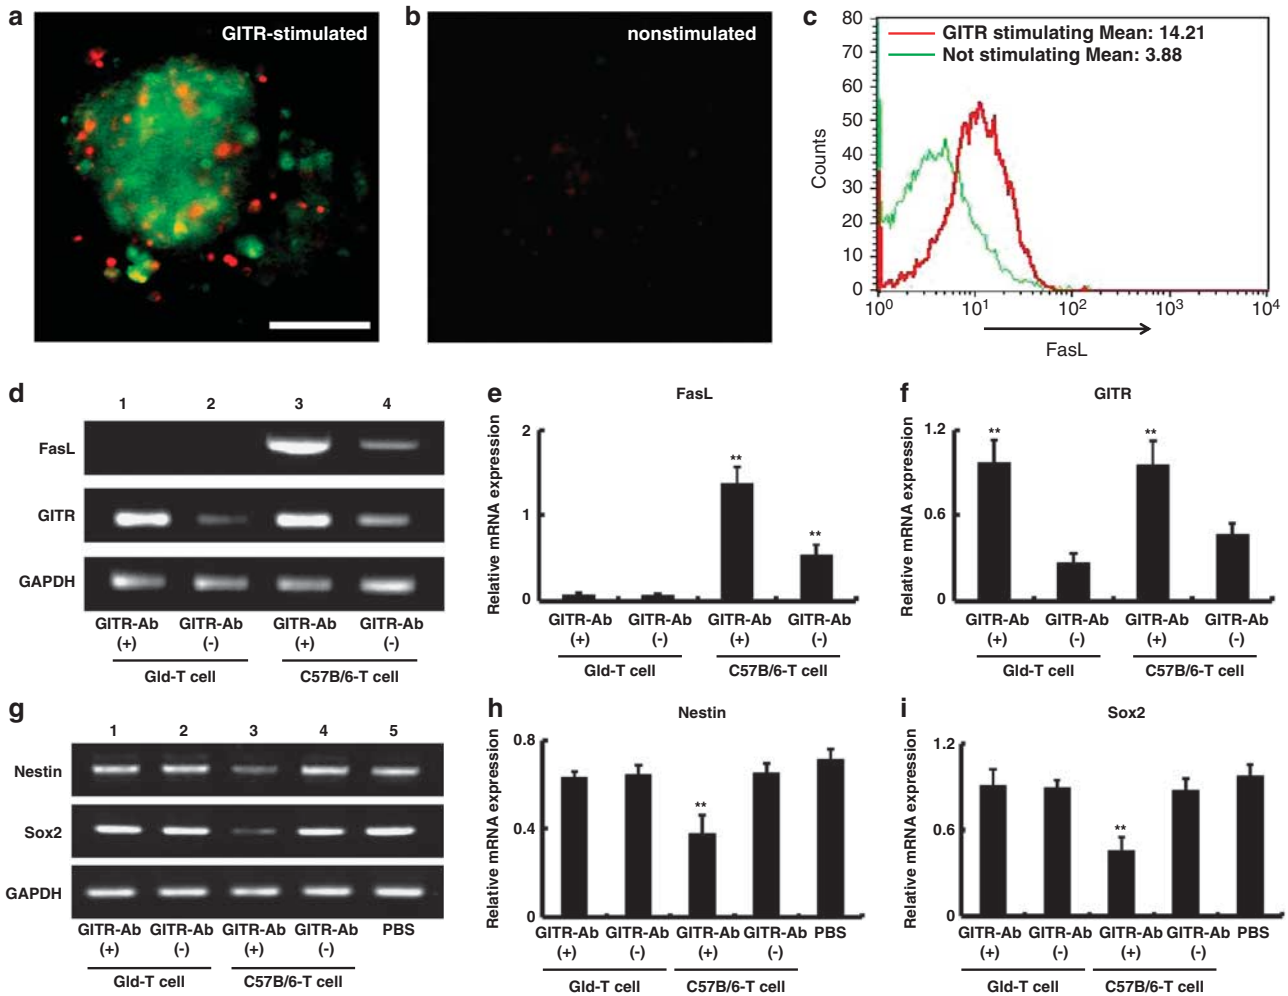 a
GITR-stimulated
b
nonstimulated
c
GITR stimulating Mean: 14.21
Not stimulating Mean: 3.88
80
70
60
50
40
30
20
10
0
Counts
10⁰
10¹
10²
10³
10⁴
FasL
d
1 2 3 4
FasL
GITR
GAPDH
GITR-Ab GITR-Ab GITR-Ab GITR-Ab
(+) (-) (+) (-)
Gld-T cell C57B/6-T cell
e
FasL
Relative mRNA expression
2
1
0
**
**
GITR-Ab GITR-Ab GITR-Ab GITR-Ab
(+) (-) (+) (-)
Gld-T cell C57B/6-T cell
f
GITR
Relative mRNA expression
1.2
0.6
0
** **
GITR-Ab GITR-Ab GITR-Ab GITR-Ab
(+) (-) (+) (-)
Gld-T cell C57B/6-T cell
g
1 2 3 4 5
Nestin
Sox2
GAPDH
GITR-Ab GITR-Ab GITR-Ab GITR-Ab PBS
(+) (-) (+) (-)
Gld-T cell C57B/6-T cell
h
Nestin
Relative mRNA expression
0.8
0.4
0
**
GITR-Ab GITR-Ab GITR-Ab GITR-Ab PBS
(+) (-) (+) (-)
Gld-T cell C57B/6-T cell
i
Sox2
Relative mRNA expression
1.2
0.6
0
**
GITR-Ab GITR-Ab GITR-Ab GITR-Ab PBS
(+) (-) (+) (-)
Gld-T cell C57B/6-T cell